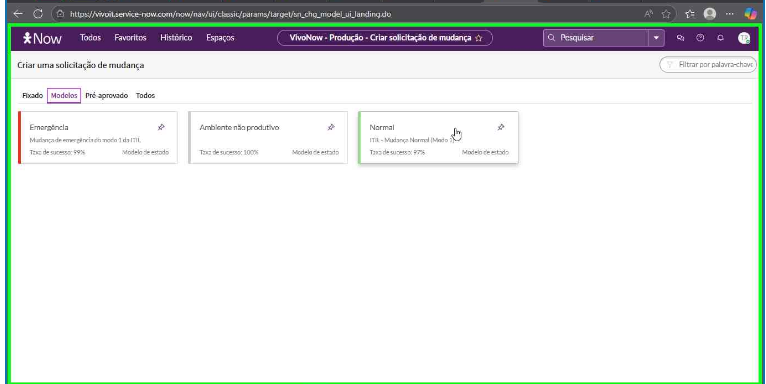 https://vivoit.service-now.com/now/nav/ui/classic/params/target/sn_chg_model_ui_landing.do
Now Todos Favoritos Histórico Espaços VivoNow - Produção - Criar solicitação de mudança Pesquisar
Criar uma solicitação de mudança Filtrar por palavra-chave
Fixado Modelos Pré-aprovado Todos
Emergência
Mudança de emergência do modo 1 da ITIL
Taxa de sucesso: 99% Modelo de estado
Ambiente não produtivo
Taxa de sucesso: 100% Modelo de estado
Normal
ITIL - Mudança Normal (Modo
Taxa de sucesso: 97% Modelo de estado